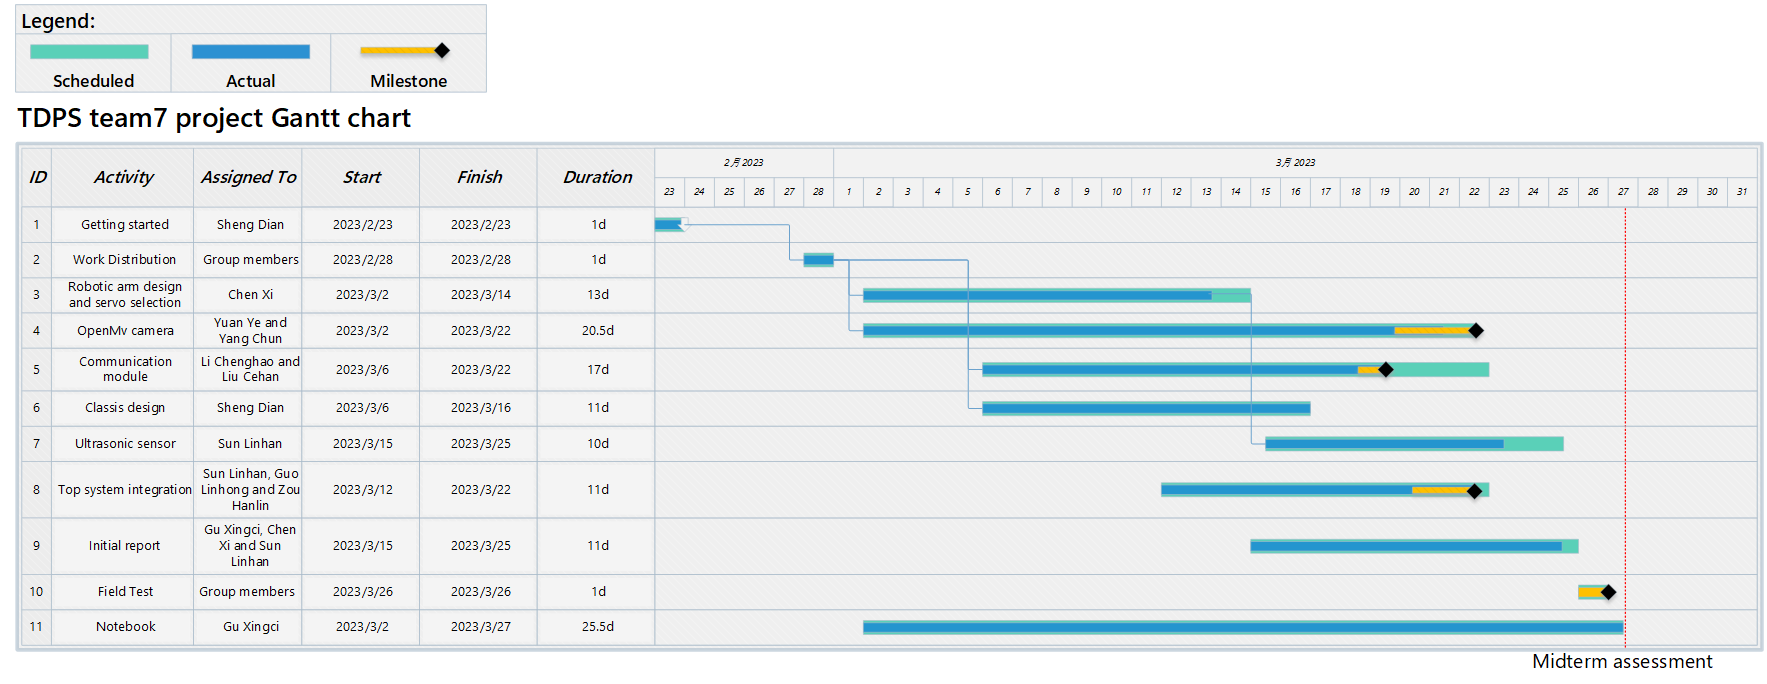 Legend:
Scheduled
Actual
Milestone
TDPS team7 project Gantt chart
ID Activity Assigned To Start Finish Duration
2月 2023 3月 2023
23 24 25 26 27 28 1 2 3 4 5 6 7 8 9 10 11 12 13 14 15 16 17 18 19 20 21 22 23 24 25 26 27 28 29 30 31
1 Getting started Sheng Dian 2023/2/23 2023/2/23 1d
2 Work Distribution Group members 2023/2/28 2023/2/28 1d
3 Robotic arm design
and servo selection
Chen Xi 2023/3/2 2023/3/14 13d
4 OpenMv camera
Yuan Ye and
Yang Chun
2023/3/2 2023/3/22 20.5d
5 Communication
module
Li Chenghao and
Liu Cehan
2023/3/6 2023/3/22 17d
6 Classis design Sheng Dian 2023/3/6 2023/3/16 11d
7 Ultrasonic sensor Sun Linhan 2023/3/15 2023/3/25 10d
8 Top system integration
Sun Linhan, Guo
Linhong and Zou
Hanlin
2023/3/12 2023/3/22 11d
9 Initial report
Gu Xingci, Chen
Xi and Sun
Linhan
2023/3/15 2023/3/25 11d
10 Field Test Group members 2023/3/26 2023/3/26 1d
11 Notebook Gu Xingci 2023/3/2 2023/3/27 25.5d
Midterm assessment